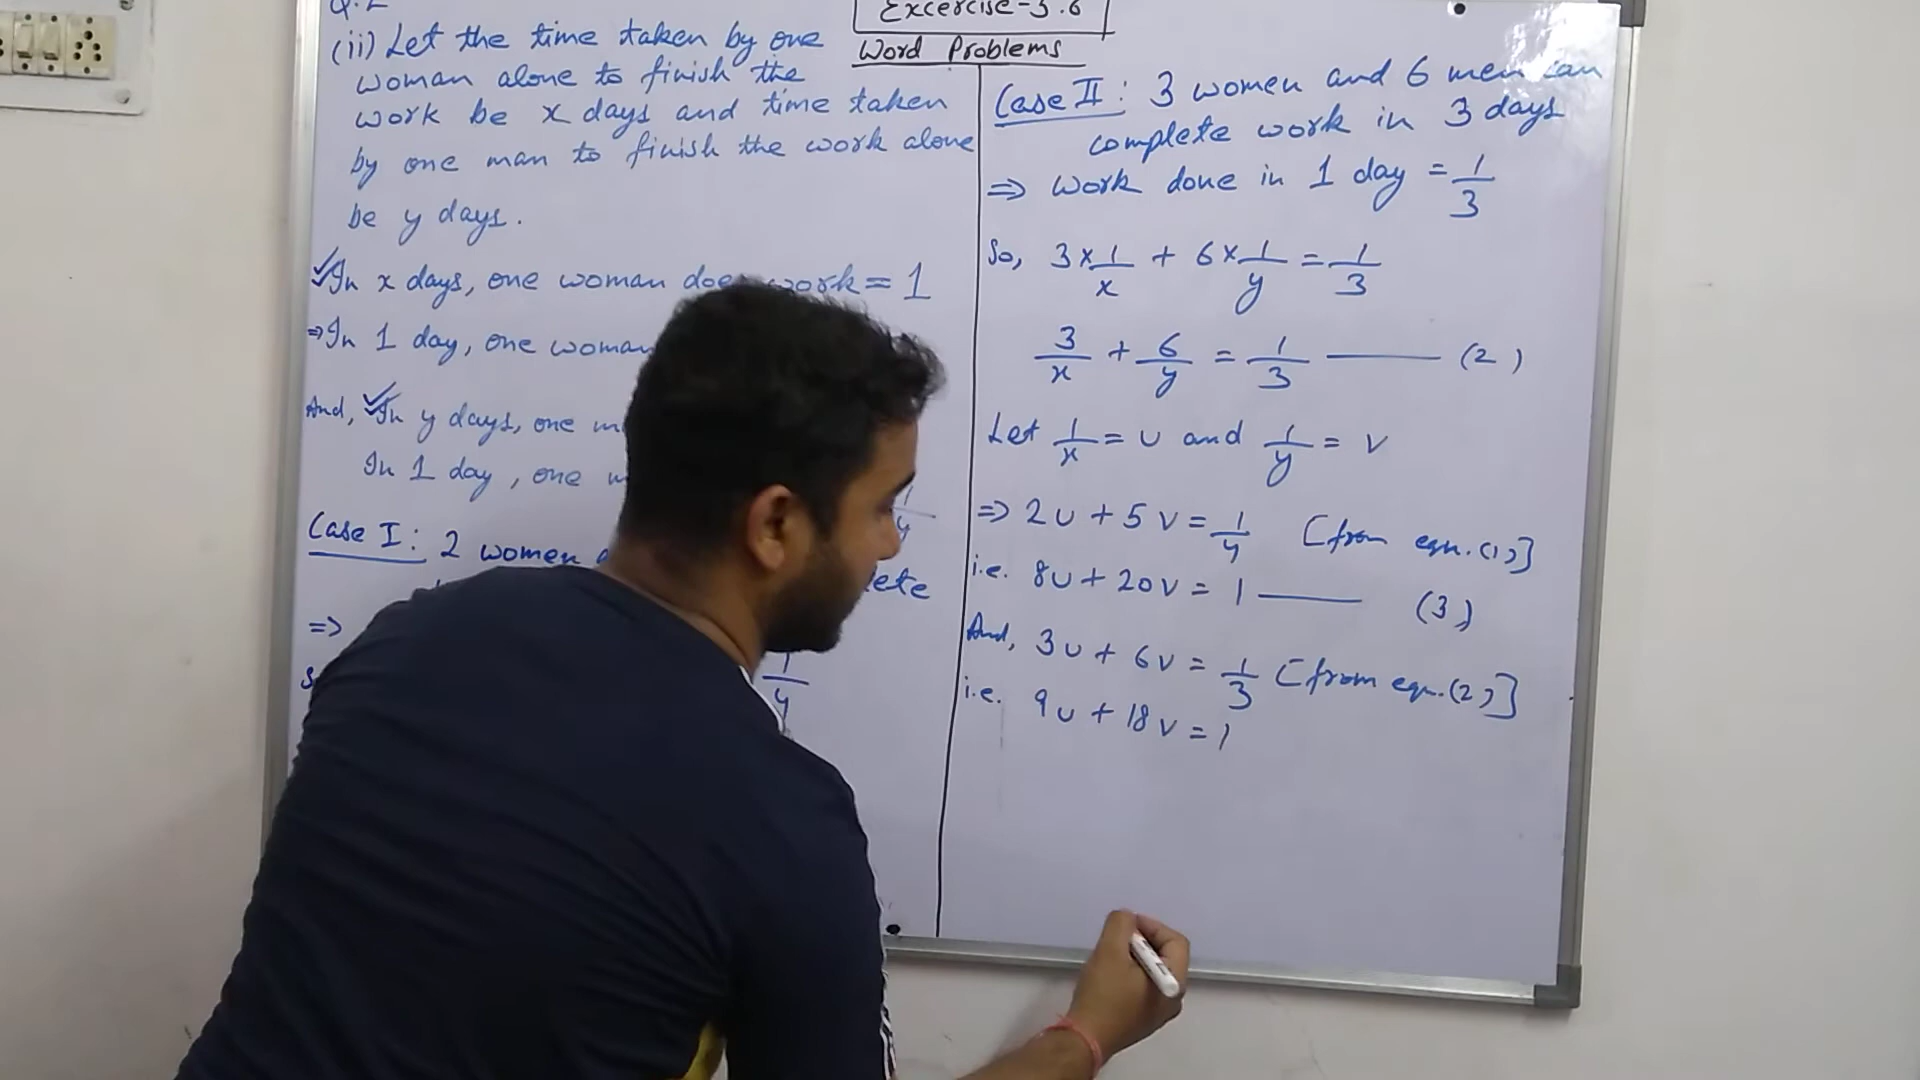 Q.2
Excercise-3.6
Word Problems
(ii) Let the time taken by one
woman alone to finish the
work be x days and time taken
by one man to finish the work alone
be y days.
✓In x days, one woman does work = 1
⇒In 1 day, one woman
And, ✓In y days, one
In 1 day, one
1/y
Case I: 2 women
⇒
1/4
Case II: 3 women and 6 men can
complete work in 3 days
⇒ Work done in 1 day = 1/3
So, 3×1/x + 6×1/y = 1/3
3/x + 6/y = 1/3 ——— (2)
Let 1/x = u and 1/y = v
⇒ 2u + 5v = 1/4 [from eqn.(1)]
i.e. 8u + 20v = 1 ——— (3)
And, 3u + 6v = 1/3 [from eqn.(2)]
i.e. 9u + 18v = 1